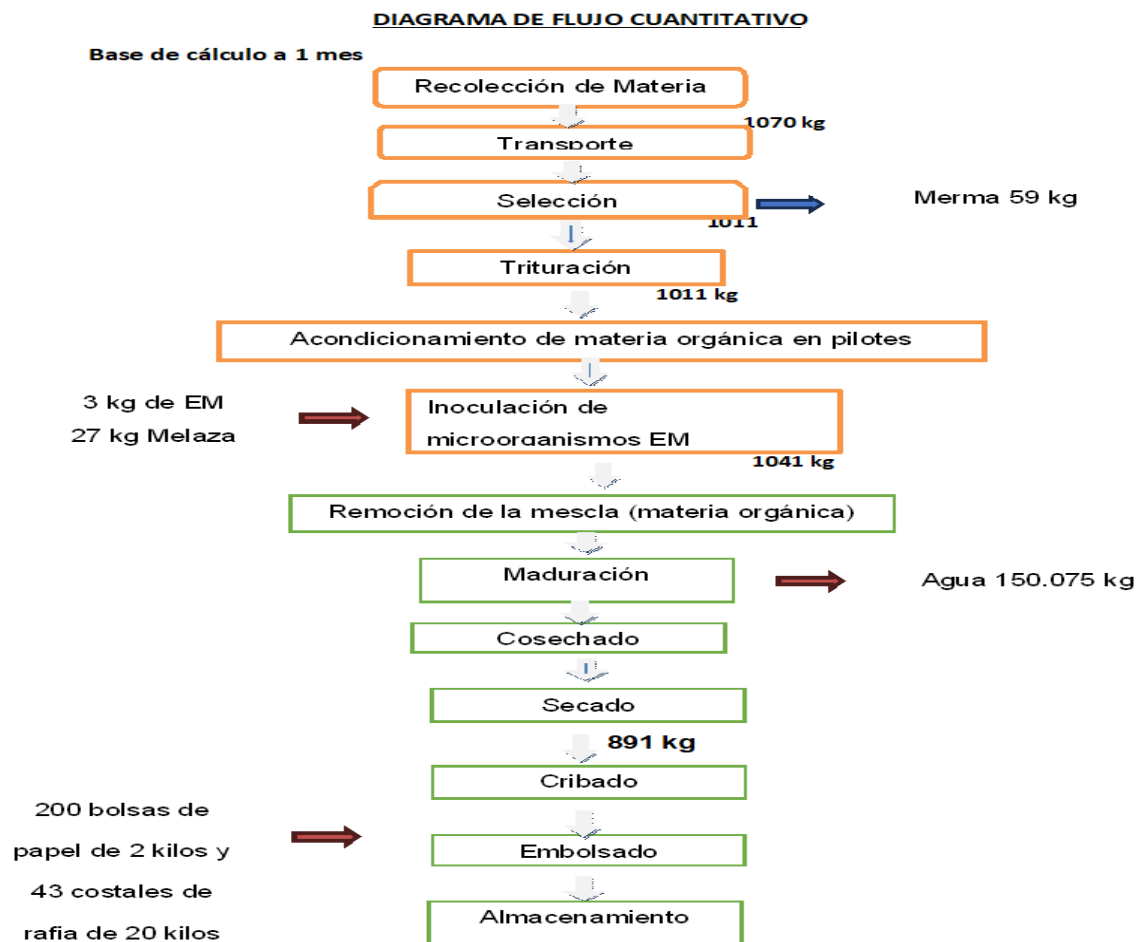 DIAGRAMA DE FLUJO CUANTITATIVO
Base de cálculo a 1 mes
Recolección de Materia
1070 kg
Transporte
Selección
Merma 59 kg
1011
Trituración
1011 kg
Acondicionamiento de materia orgánica en pilotes
3 kg de EM
27 kg Melaza
Inoculación de
microorganismos EM
1041 kg
Remoción de la mescla (materia orgánica)
Maduración
Agua 150.075 kg
Cosechado
Secado
891 kg
Cribado
200 bolsas de
papel de 2 kilos y
43 costales de
rafia de 20 kilos
Embolsado
Almacenamiento